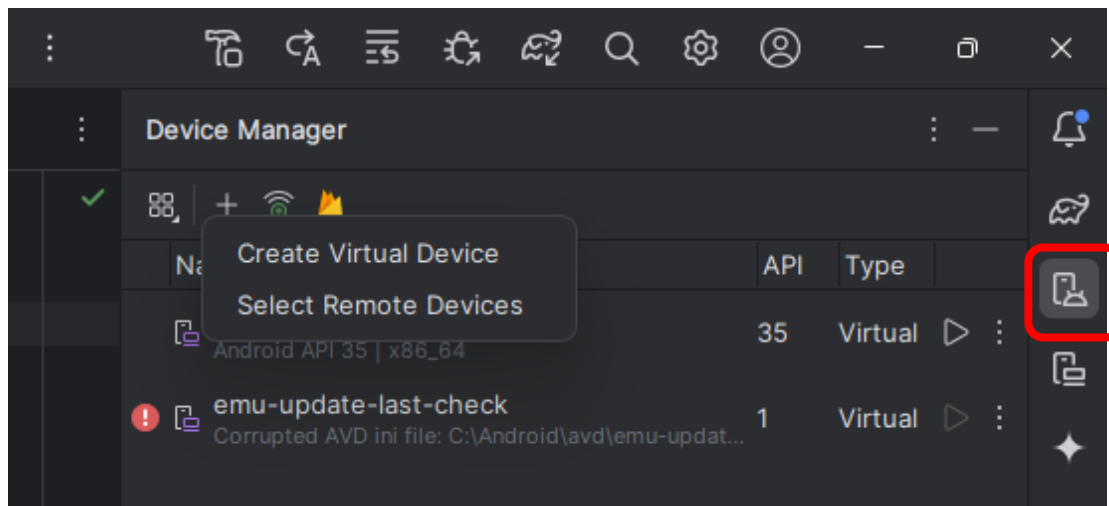 Device Manager
Create Virtual Device
Select Remote Devices
API
Type
Android API 35 | x86_64
35
Virtual
emu-update-last-check
Corrupted AVD ini file: C:\Android\avd\emu-updat...
1
Virtual